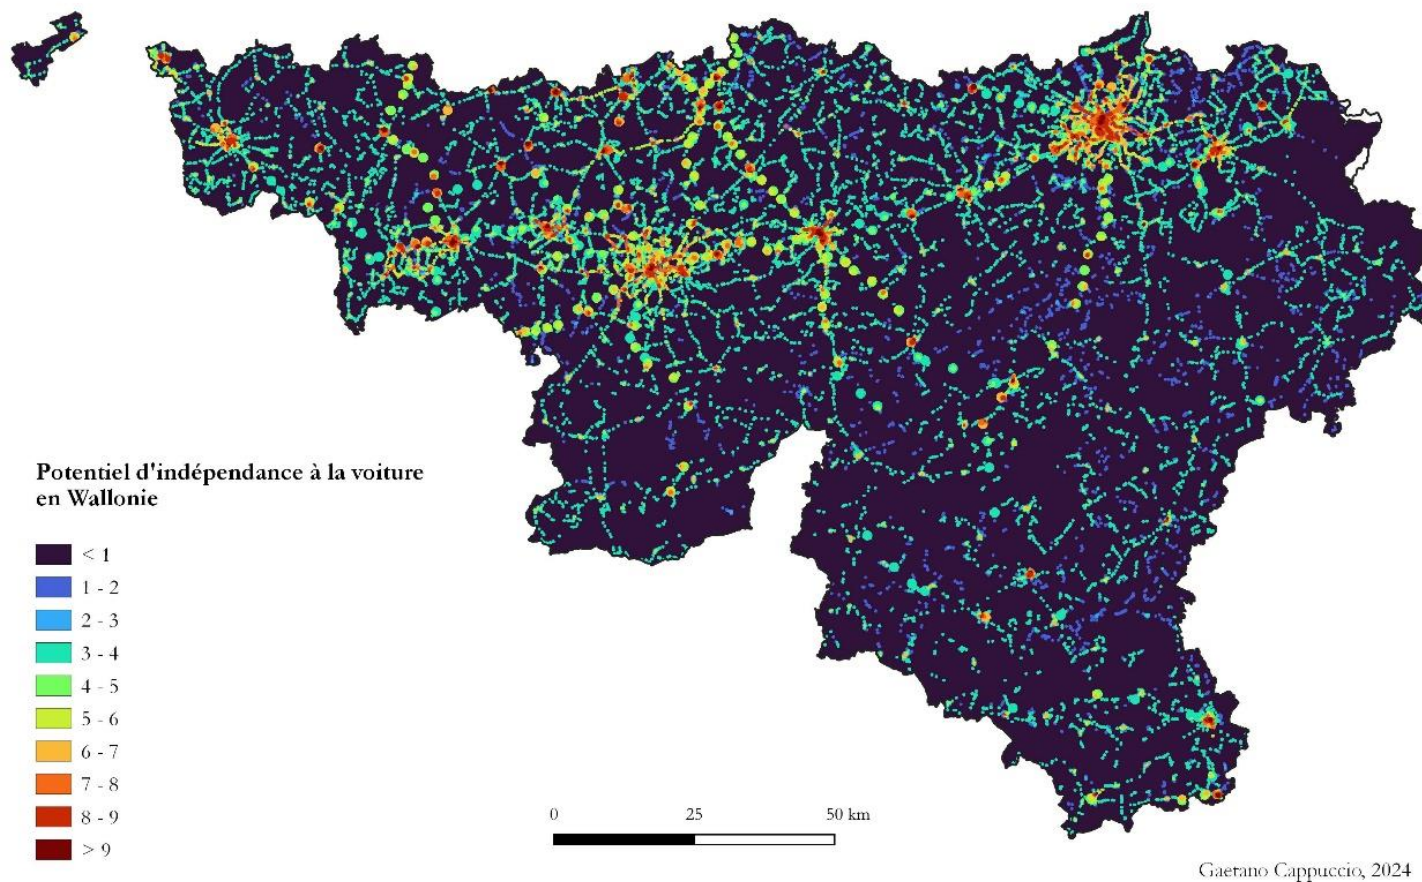 Potentiel d'indépendance à la voiture
en Wallonie
< 1
1 - 2
2 - 3
3 - 4
4 - 5
5 - 6
6 - 7
7 - 8
8 - 9
> 9
0 25 50 km
Gaetano Cappuccio, 2024